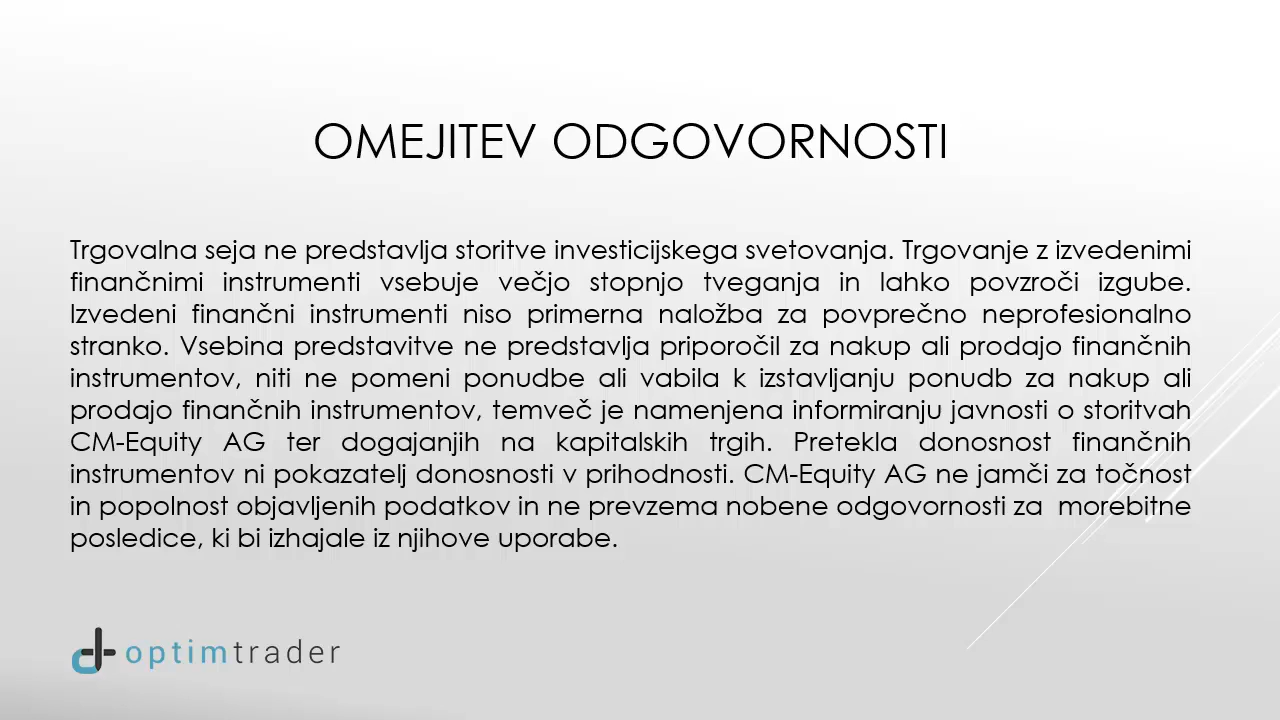 OMEJITEV ODGOVORNOSTI
Trgovalna seja ne predstavlja storitve investicijskega svetovanja. Trgovanje z izvedenimi
finančnimi instrumenti vsebuje večjo stopnjo tveganja in lahko povzroči izgube.
Izvedeni finančni instrumenti niso primerna naložba za povprečno neprofesionalno
stranko. Vsebina predstavitve ne predstavlja priporočil za nakup ali prodajo finančnih
instrumentov, niti ne pomeni ponudbe ali vabila k izstavljanju ponudb za nakup ali
prodajo finančnih instrumentov, temveč je namenjena informiranju javnosti o storitvah
CM-Equity AG ter dogajanjih na kapitalskih trgih. Pretekla donosnost finančnih
instrumentov ni pokazatelj donosnosti v prihodnosti. CM-Equity AG ne jamči za točnost
in popolnost objavljenih podatkov in ne prevzema nobene odgovornosti za  morebitne
posledice, ki bi izhajale iz njihove uporabe.
optimtrader